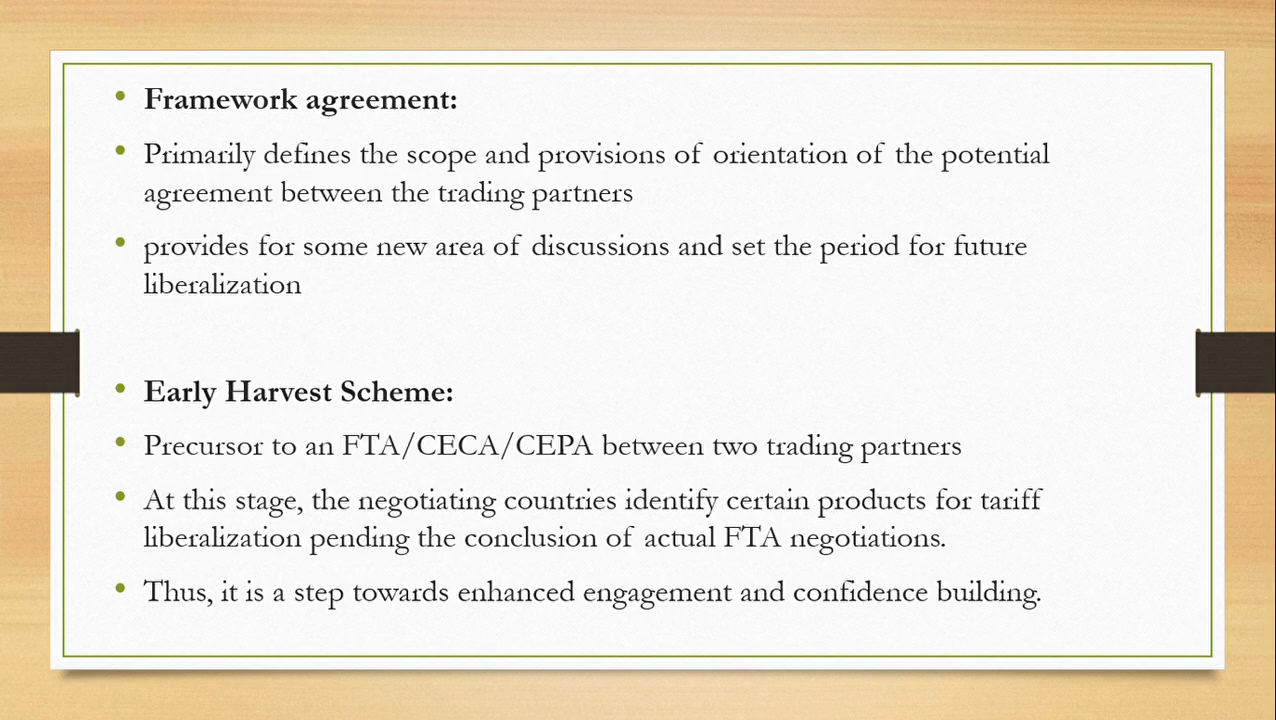 • Framework agreement:
• Primarily defines the scope and provisions of orientation of the potential
agreement between the trading partners
• provides for some new area of discussions and set the period for future
liberalization
• Early Harvest Scheme:
• Precursor to an FTA/CECA/CEPA between two trading partners
• At this stage, the negotiating countries identify certain products for tariff
liberalization pending the conclusion of actual FTA negotiations.
• Thus, it is a step towards enhanced engagement and confidence building.